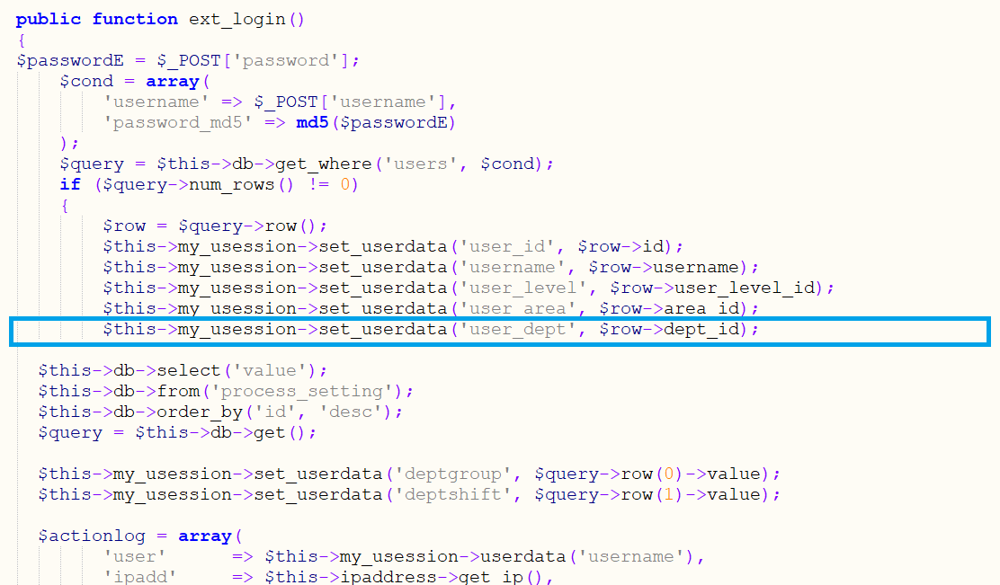 public function ext_login()
{
$passwordE = $_POST['password'];
$cond = array(
'username' => $_POST['username'],
'password_md5' => md5($passwordE)
);
$query = $this->db->get_where('users', $cond);
if ($query->num_rows() != 0)
{
$row = $query->row();
$this->my_usession->set_userdata('user_id', $row->id);
$this->my_usession->set_userdata('username', $row->username);
$this->my_usession->set_userdata('user_level', $row->user_level_id);
$this->my_usession->set_userdata('user_area', $row->area_id);
$this->my_usession->set_userdata('user_dept', $row->dept_id);
$this->db->select('value');
$this->db->from('process_setting');
$this->db->order_by('id', 'desc');
$query = $this->db->get();
$this->my_usession->set_userdata('deptgroup', $query->row(0)->value);
$this->my_usession->set_userdata('deptshift', $query->row(1)->value);
$actionlog = array(
'user' => $this->my_usession->userdata('username'),
'ipadd' => $this->ipaddress->get_ip(),